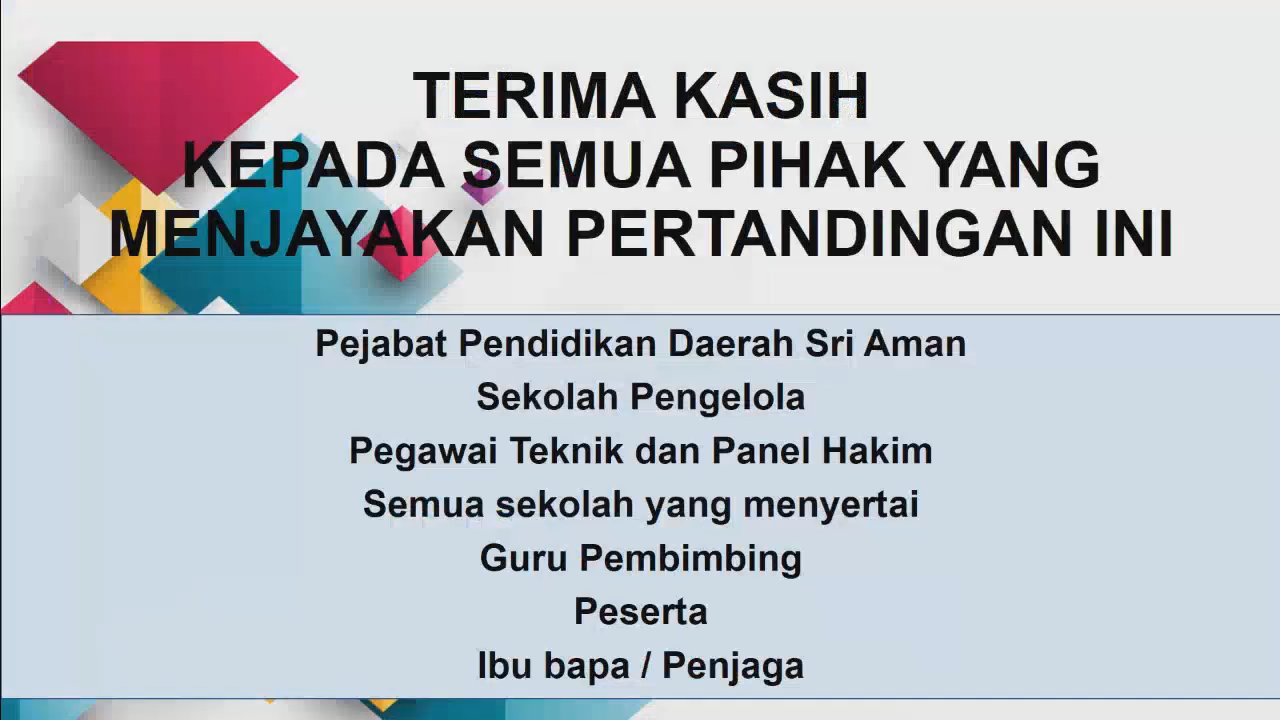 TERIMA KASIH
KEPADA SEMUA PIHAK YANG
MENJAYAKAN PERTANDINGAN INI
Pejabat Pendidikan Daerah Sri Aman
Sekolah Pengelola
Pegawai Teknik dan Panel Hakim
Semua sekolah yang menyertai
Guru Pembimbing
Peserta
Ibu bapa / Penjaga